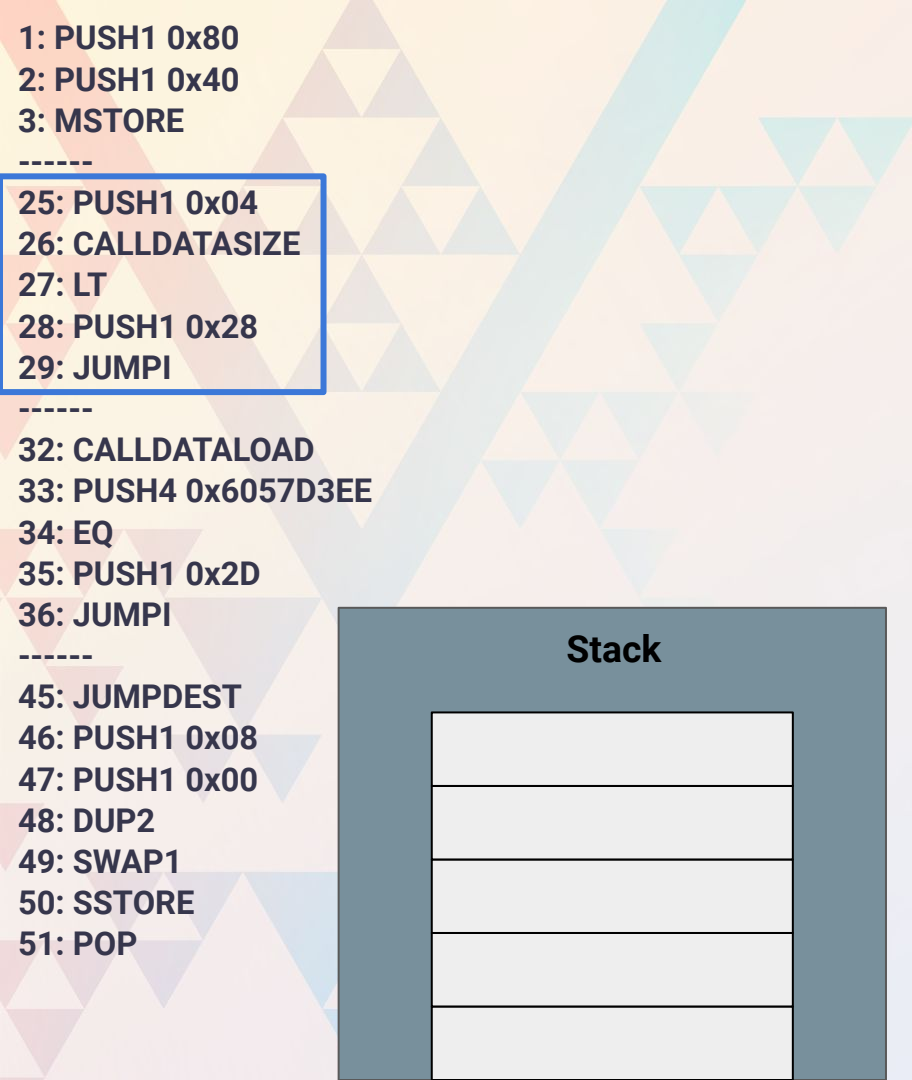 1: PUSH1 0x80
2: PUSH1 0x40
3: MSTORE
------
25: PUSH1 0x04
26: CALLDATASIZE
27: LT
28: PUSH1 0x28
29: JUMPI
------
32: CALLDATALOAD
33: PUSH4 0x6057D3EE
34: EQ
35: PUSH1 0x2D
36: JUMPI
------
45: JUMPDEST
46: PUSH1 0x08
47: PUSH1 0x00
48: DUP2
49: SWAP1
50: SSTORE
51: POP
Stack